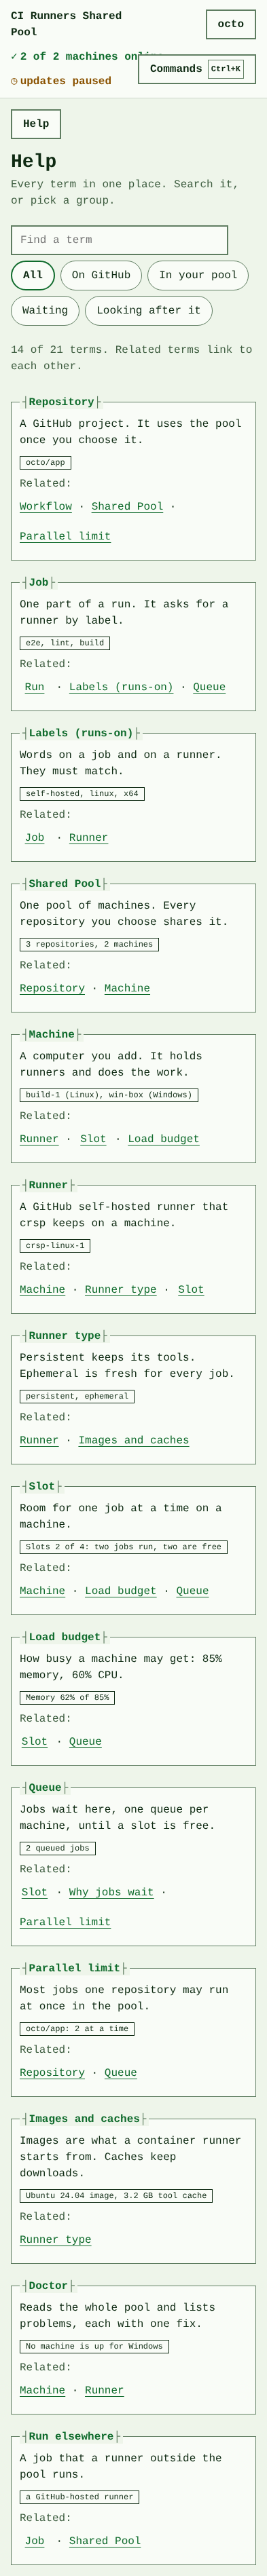 CI Runners Shared
Pool
octo
✓ 2 of 2 machines
Commands Ctrl+K
◷ updates paused
Help
Help
Every term in one place. Search it,
or pick a group.
Find a term
All On GitHub In your pool
Waiting Looking after it
14 of 21 terms. Related terms link to
each other.
Repository
A GitHub project. It uses the pool
once you choose it.
octo/app
Related:
Workflow · Shared Pool ·
Parallel limit
Job
One part of a run. It asks for a
runner by label.
e2e, lint, build
Related:
Run · Labels (runs-on) · Queue
Labels (runs-on)
Words on a job and on a runner.
They must match.
self-hosted, linux, x64
Related:
Job · Runner
Shared Pool
One pool of machines. Every
repository you choose shares it.
3 repositories, 2 machines
Related:
Repository · Machine
Machine
A computer you add. It holds
runners and does the work.
build-1 (Linux), win-box (Windows)
Related:
Runner · Slot · Load budget
Runner
A GitHub self-hosted runner that
crsp keeps on a machine.
crsp-linux-1
Related:
Machine · Runner type · Slot
Runner type
Persistent keeps its tools.
Ephemeral is fresh for every job.
persistent, ephemeral
Related:
Runner · Images and caches
Slot
Room for one job at a time on a
machine.
Slots 2 of 4: two jobs run, two are free
Related:
Machine · Load budget · Queue
Load budget
How busy a machine may get: 85%
memory, 60% CPU.
Memory 62% of 85%
Related:
Slot · Queue
Queue
Jobs wait here, one queue per
machine, until a slot is free.
2 queued jobs
Related:
Slot · Why jobs wait ·
Parallel limit
Parallel limit
Most jobs one repository may run
at once in the pool.
octo/app: 2 at a time
Related:
Repository · Queue
Images and caches
Images are what a container runner
starts from. Caches keep
downloads.
Ubuntu 24.04 image, 3.2 GB tool cache
Related:
Runner type
Doctor
Reads the whole pool and lists
problems, each with one fix.
No machine is up for Windows
Related:
Machine · Runner
Run elsewhere
A job that a runner outside the
pool runs.
a GitHub-hosted runner
Related:
Job · Shared Pool